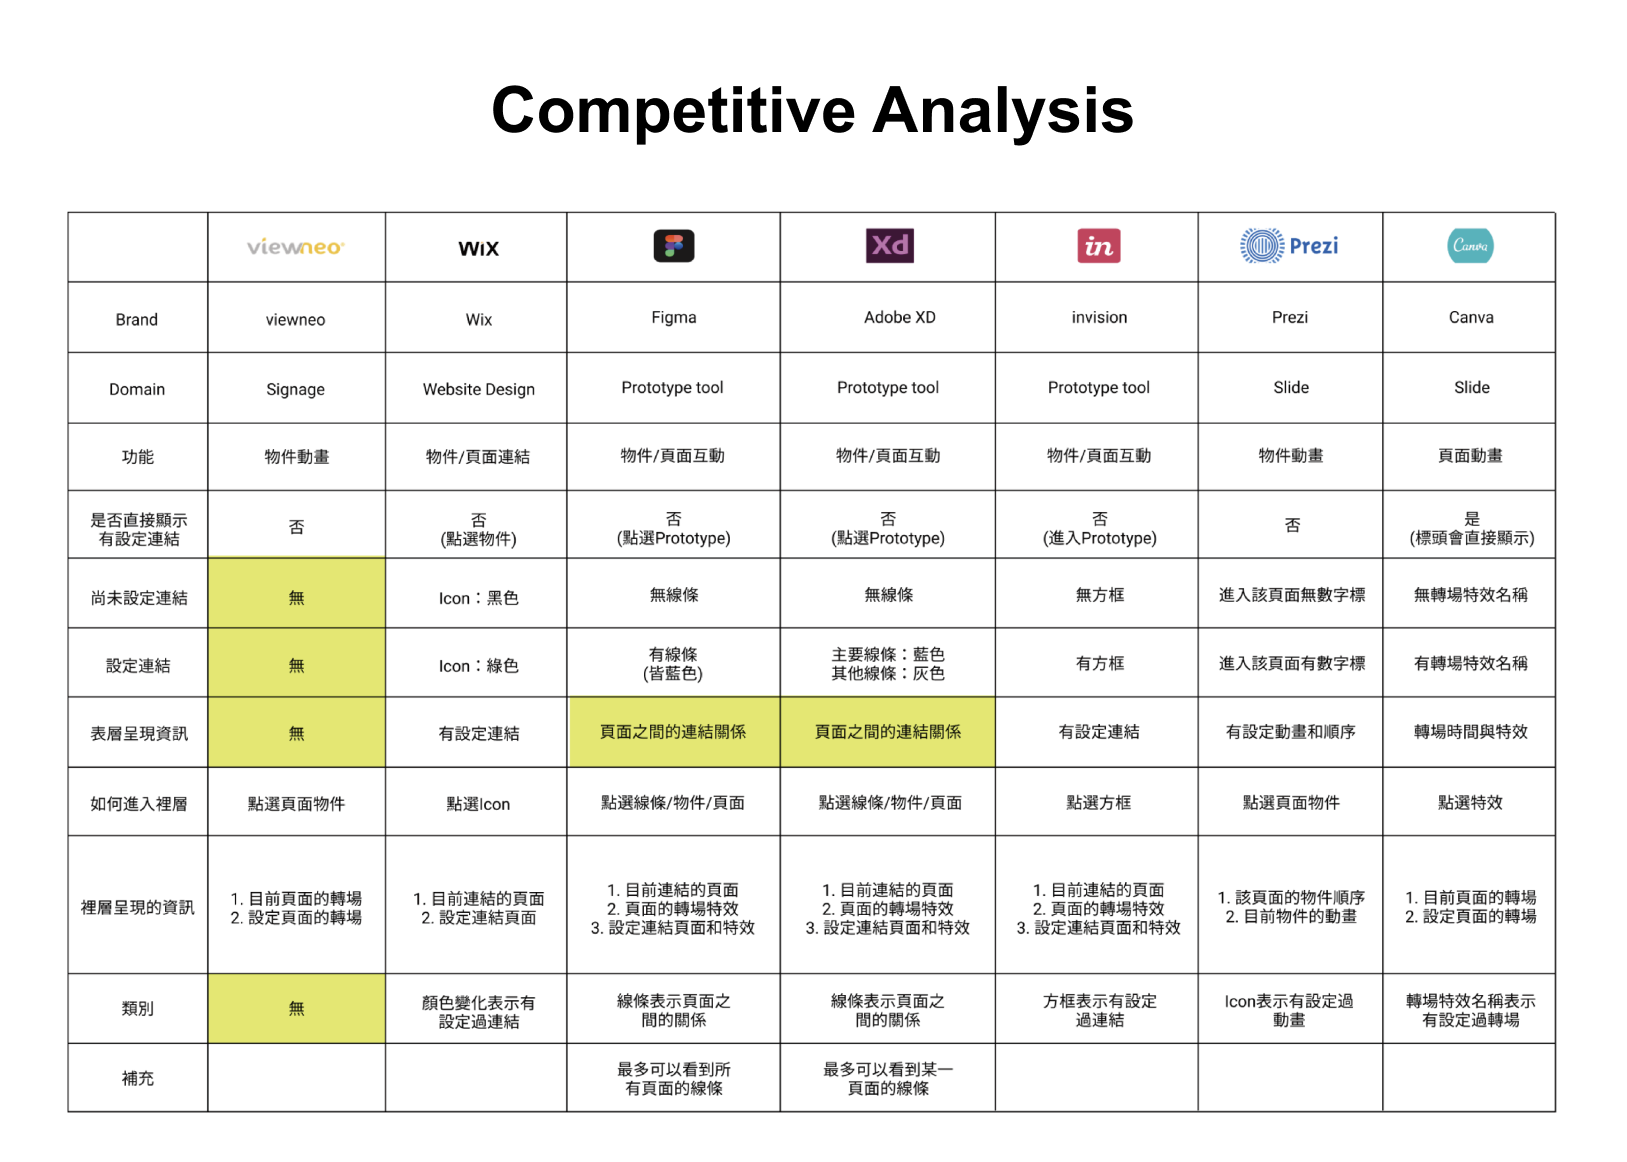 Competitive Analysis
viewneo WiX Xd in Prezi Canva
Brand viewneo Wix Figma Adobe XD invision Prezi Canva
Domain Signage Website Design Prototype tool Prototype tool Prototype tool Slide Slide
功能 物件動畫 物件/頁面連結 物件/頁面互動 物件/頁面互動 物件/頁面互動 物件動畫 頁面動畫
是否直接顯示
有設定連結
否
否
(點選物件)
否
(點選Prototype)
否
(點選Prototype)
否
(進入Prototype)
否
是
(標頭會直接顯示)
尚未設定連結 無 Icon：黑色 無線條 無線條 無方框 進入該頁面無數字標 無轉場特效名稱
設定連結
無
Icon：綠色
有線條
(皆藍色)
主要線條：藍色
其他線條：灰色
有方框
進入該頁面有數字標
有轉場特效名稱
表層呈現資訊 無 有設定連結 頁面之間的連結關係 頁面之間的連結關係 有設定連結 有設定動畫和順序 轉場時間與特效
如何進入裡層 點選頁面物件 點選Icon 點選線條/物件/頁面 點選線條/物件/頁面 點選方框 點選頁面物件 點選特效
裡層呈現的資訊
1. 目前頁面的轉場
2. 設定頁面的轉場
1. 目前連結的頁面
2. 設定連結頁面
1. 目前連結的頁面
2. 頁面的轉場特效
3. 設定連結頁面和特效
1. 目前連結的頁面
2. 頁面的轉場特效
3. 設定連結頁面和特效
1. 目前連結的頁面
2. 頁面的轉場特效
3. 設定連結頁面和特效
1. 該頁面的物件順序
2. 目前物件的動畫
1. 目前頁面的轉場
2. 設定頁面的轉場
類別
無
顏色變化表示有
設定過連結
線條表示頁面之
間的關係
線條表示頁面之
間的關係
方框表示有設定
過連結
Icon表示有設定過
動畫
轉場特效名稱表示
有設定過轉場
補充
最多可以看到所
有頁面的線條
最多可以看到某一
頁面的線條